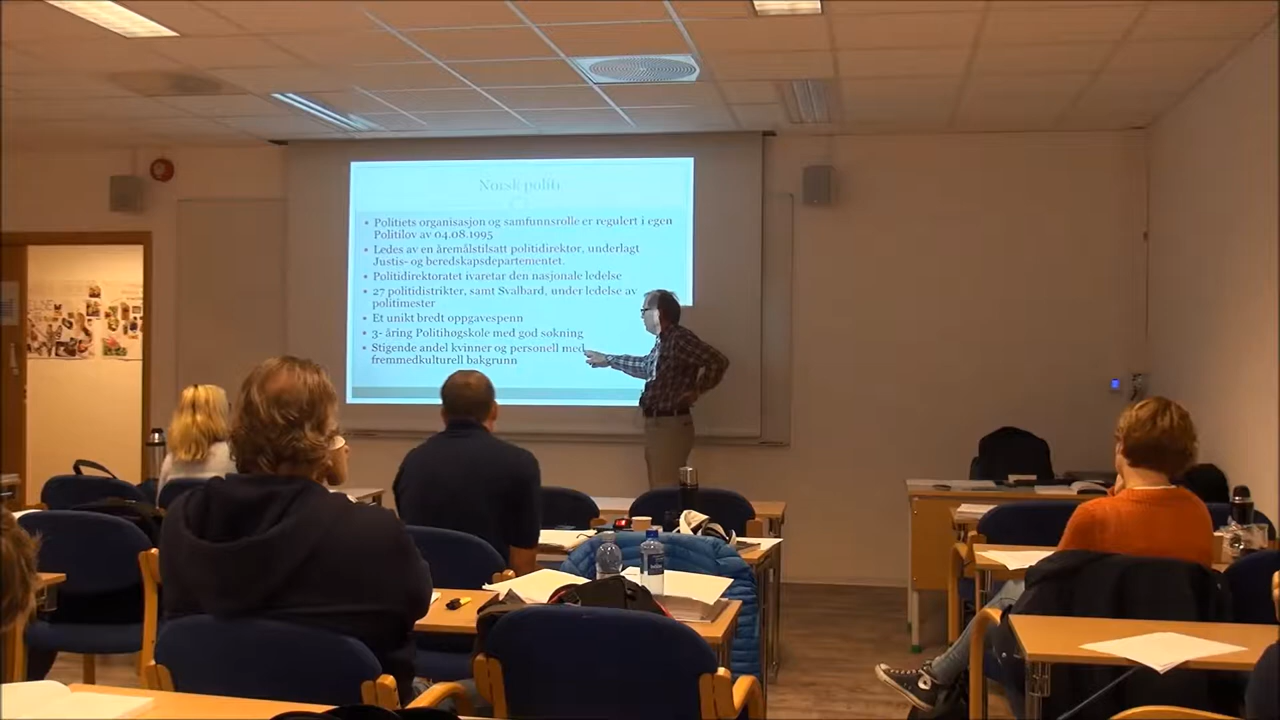 Norsk politi
• Politiets organisasjon og samfunnsrolle er regulert i egen
Politilov av 04.08.1995
• Ledes av en åremålstilsatt politidirektør, underlagt
Justis- og beredskapsdepartementet.
• Politidirektoratet ivaretar den nasjonale ledelse
• 27 politidistrikter, samt Svalbard, under ledelse av
politimester
• Et unikt bredt oppgavespenn
• 3- åring Politihøgskole med god søkning
• Stigende andel kvinner og personell med
fremmedkulturell bakgrunn